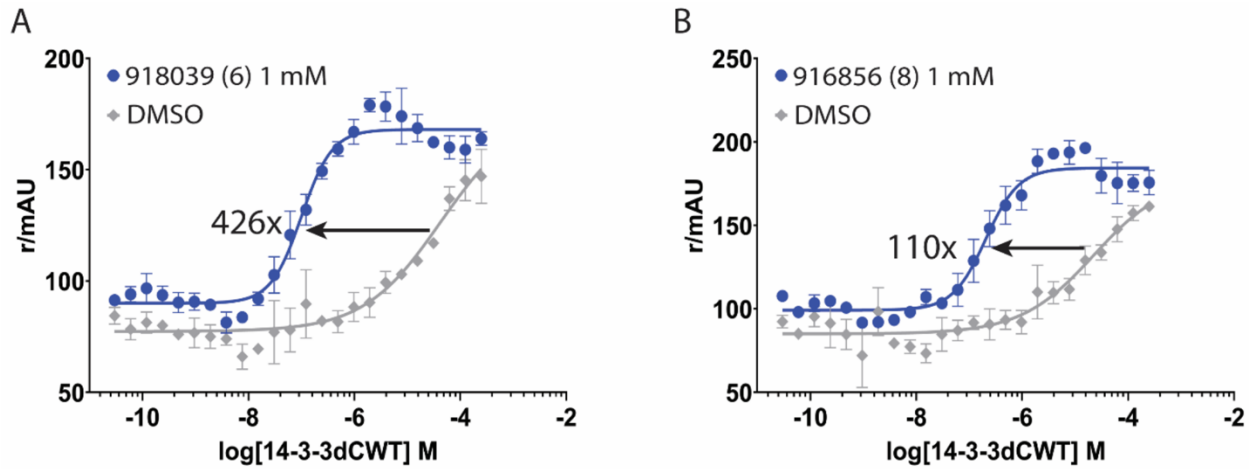 A
200
150
100
50
r/mAU
918039 (6) 1 mM
DMSO
426x
-10
-8
-6
-4
-2
log[14-3-3dCWT] M
B
250
200
150
100
50
r/mAU
916856 (8) 1 mM
DMSO
110x
-10
-8
-6
-4
-2
log[14-3-3dCWT] M